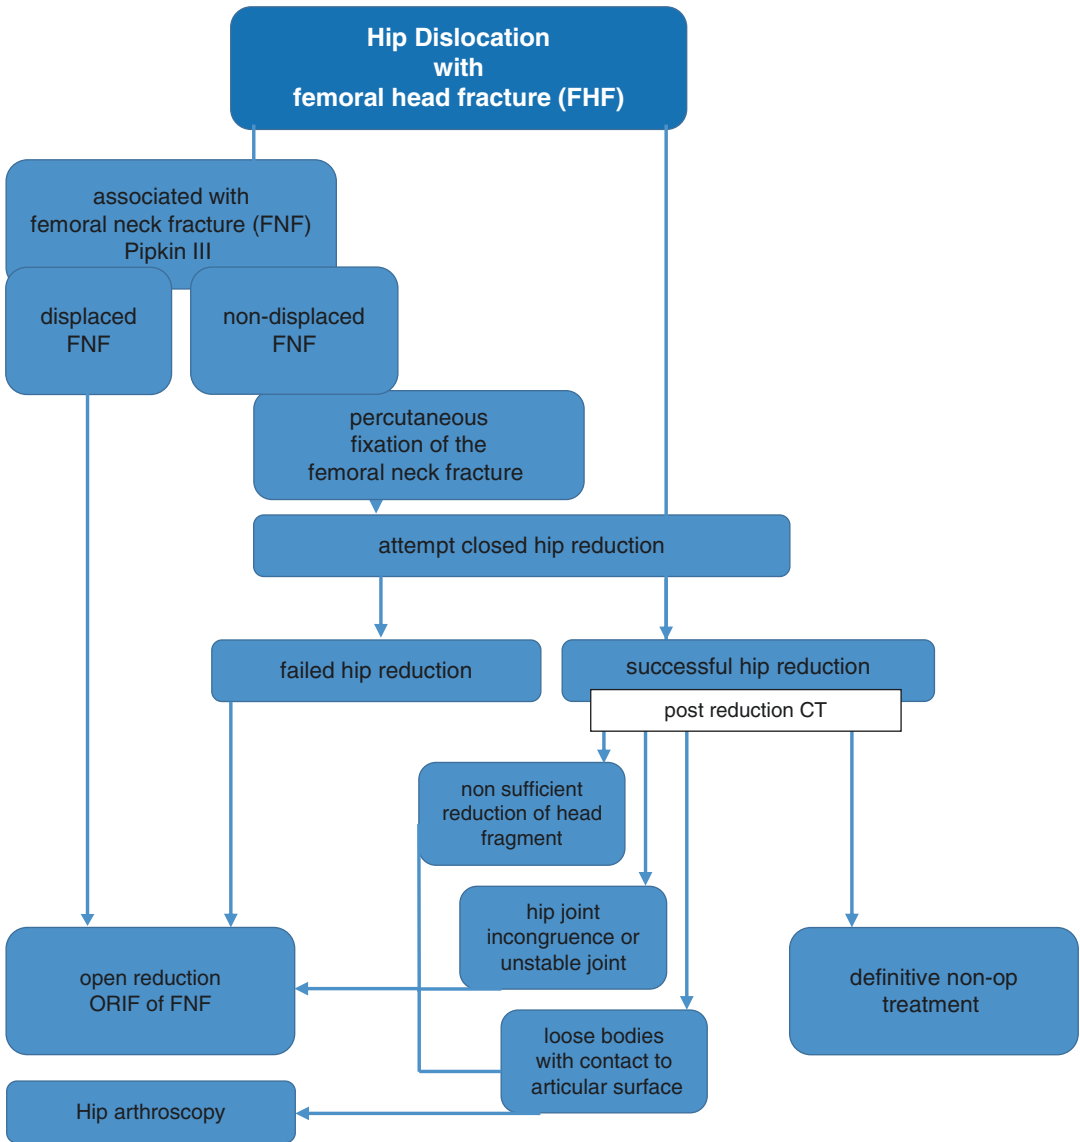 Hip Dislocation
with
femoral head fracture (FHF)
associated with
femoral neck fracture (FNF)
Pipkin III
displaced
FNF
non-displaced
FNF
percutaneous
fixation of the
femoral neck fracture
attempt closed hip reduction
failed hip reduction
successful hip reduction
post reduction CT
non sufficient
reduction of head
fragment
hip joint
incongruence or
unstable joint
open reduction
ORIF of FNF
definitive non-op
treatment
loose bodies
with contact to
articular surface
Hip arthroscopy